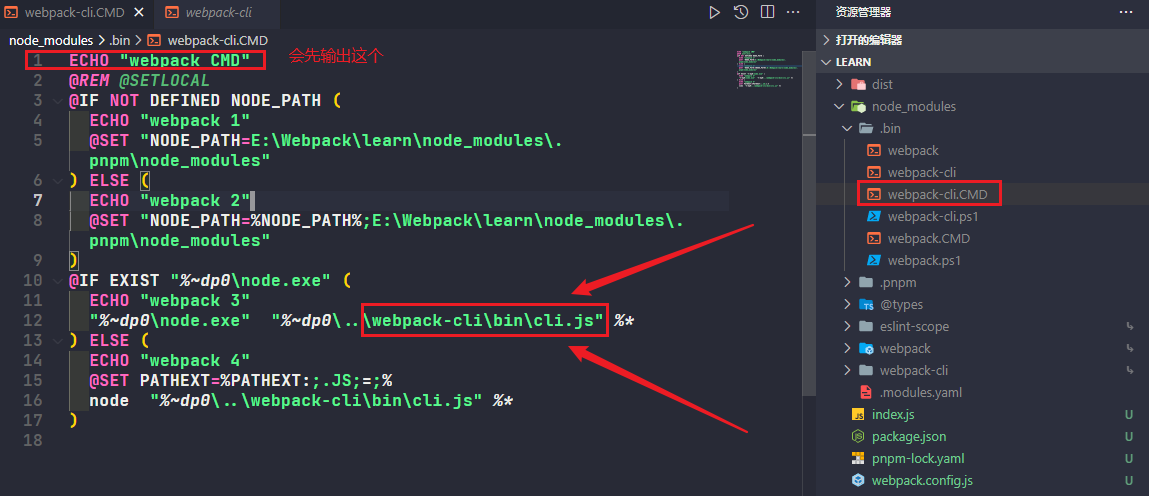 webpack-cli.CMD webpack-cli
node_modules > .bin > webpack-cli.CMD
1 ECHO "webpack CMD" 会先输出这个
2 @REM @SETLOCAL
3 @IF NOT DEFINED NODE_PATH (
4 ECHO "webpack 1"
5 @SET "NODE_PATH=E:\Webpack\learn\node_modules\.
pnpm\node_modules"
6 ) ELSE (
7 ECHO "webpack 2"
8 @SET "NODE_PATH=%NODE_PATH%;E:\Webpack\learn\node_modules\.
pnpm\node_modules"
9 )
10 @IF EXIST "%~dp0\node.exe" (
11 ECHO "webpack 3"
12 "%~dp0\node.exe" "%~dp0\..\webpack-cli\bin\cli.js" %*
13 ) ELSE (
14 ECHO "webpack 4"
15 @SET PATHEXT=%PATHEXT:;.JS;=;%
16 node "%~dp0\..\webpack-cli\bin\cli.js" %*
17 )
18
资源管理器
打开的编辑器
LEARN
dist
node_modules
.bin
webpack
webpack-cli
webpack-cli.CMD
webpack-cli.ps1
webpack.CMD
webpack.ps1
.pnpm
@types
eslint-scope
webpack
webpack-cli
.modules.yaml
index.js U
package.json U
pnpm-lock.yaml U
webpack.config.js U